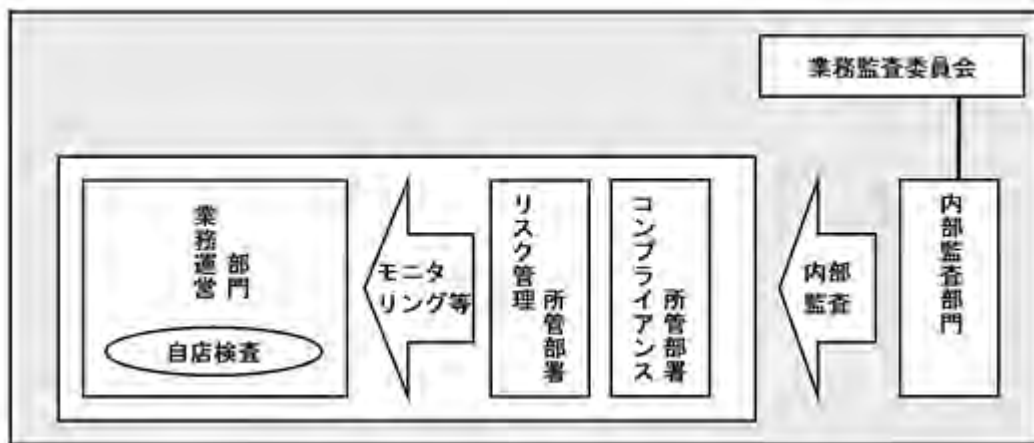 業務監査委員会
業務運営
部門
自店検査
モニタ
リング等
リスク管理
所管部署
コンプライアンス
所管部署
内部
監査
内部監査部門